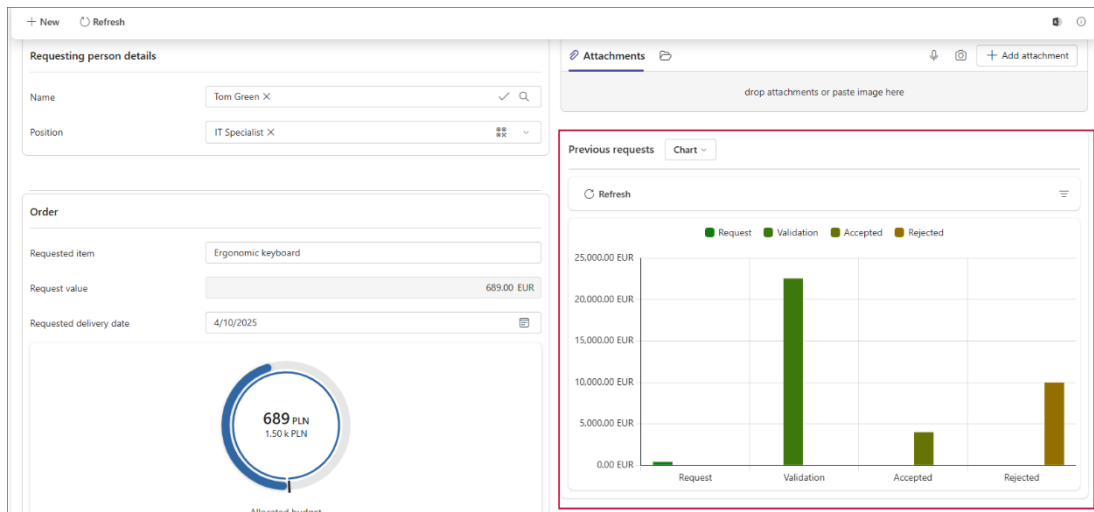 New Refresh
Requesting person details
Name Tom Green
Position IT Specialist
Order
Requested item Ergonomic keyboard
Request value 689.00 EUR
Requested delivery date 4/10/2025
689 PLN
1.50 k PLN
Allocated budget
Attachments Add attachment
drop attachments or paste image here
Previous requests Chart
Refresh
Request Validation Accepted Rejected
25,000.00 EUR
20,000.00 EUR
15,000.00 EUR
10,000.00 EUR
5,000.00 EUR
0.00 EUR
Request Validation Accepted Rejected